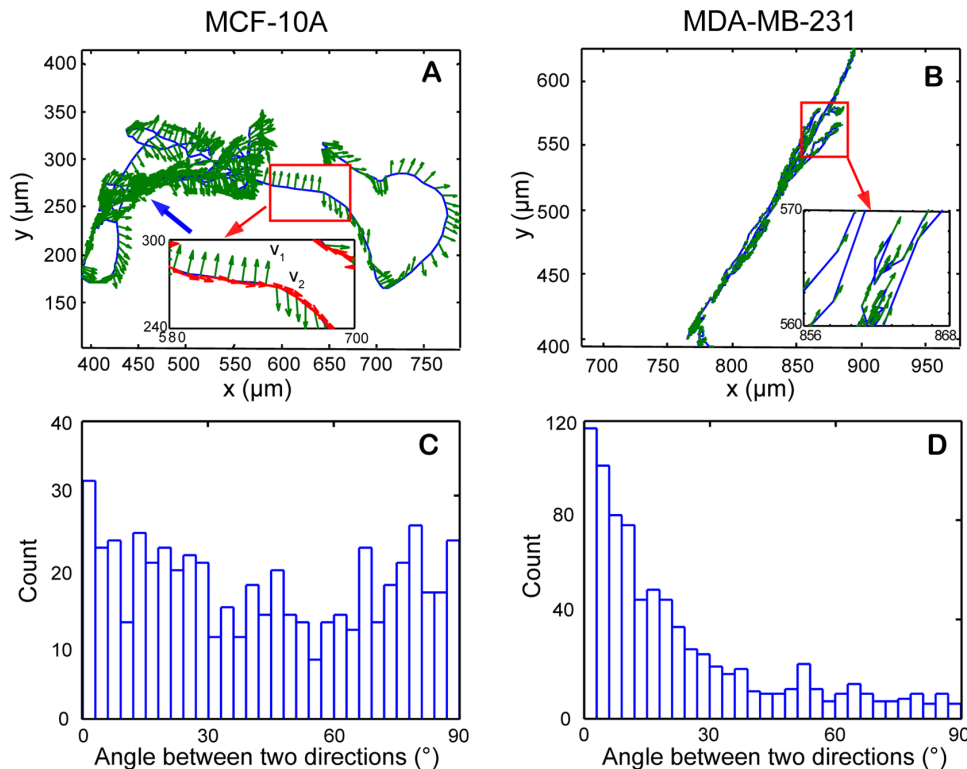 MCF-10A
MDA-MB-231
A
400
350
300
250
200
150
y (µm)
v1
v2
300
240
580
700
400 450 500 550 600 650 700 750
x (µm)
B
600
550
500
450
400
y (µm)
570
560
856
868
700 750 800 850 900 950
x (µm)
C
40
30
20
10
0
Count
0 30 60 90
Angle between two directions (°)
D
120
80
40
0
Count
0 30 60 90
Angle between two directions (°)